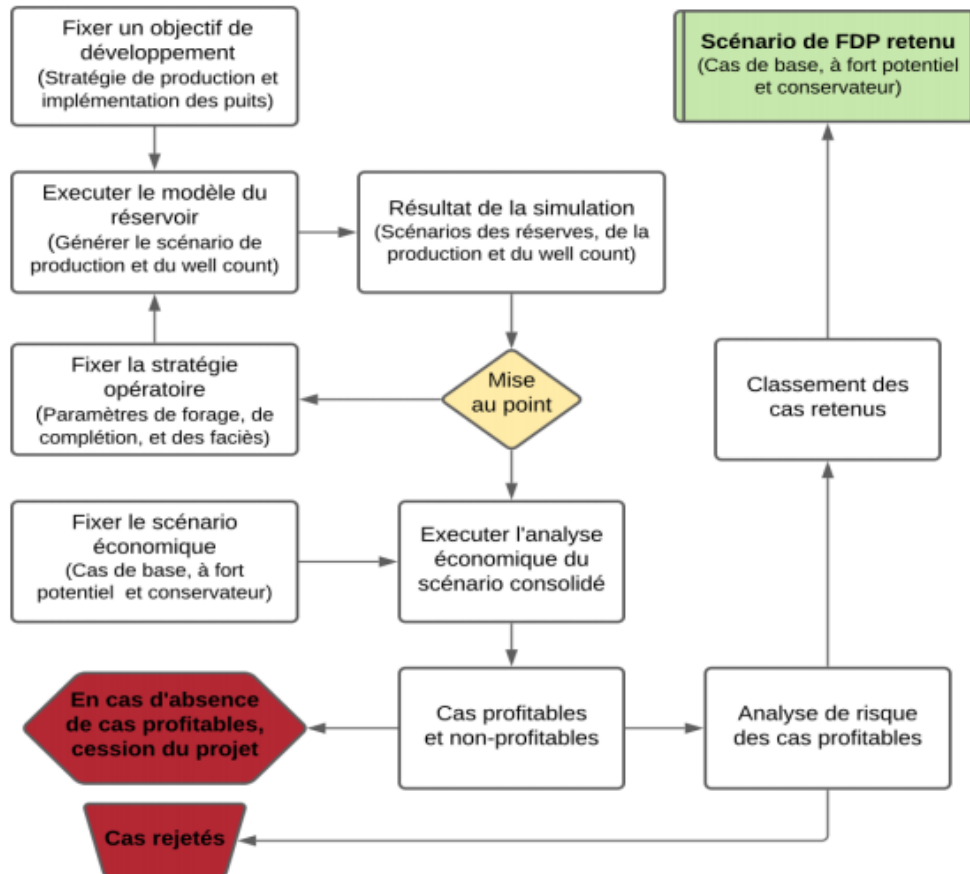 Fixer un objectif de
développement
(Stratégie de production et
implémentation des puits)
Scénario de FDP retenu
(Cas de base, à fort potentiel
et conservateur)
Executer le modèle du
réservoir
(Générer le scénario de
production et du well count)
Résultat de la simulation
(Scénarios des réserves, de la
production et du well count)
Fixer la stratégie
opératoire
(Paramètres de forage, de
complétion, et des faciès)
Mise
au point
Classement des
cas retenus
Fixer le scénario
économique
(Cas de base, à fort
potentiel et conservateur)
Executer l'analyse
économique du
scénario consolidé
En cas d'absence
de cas profitables,
cession du projet
Cas profitables
et non-profitables
Analyse de risque
des cas profitables
Cas rejetés